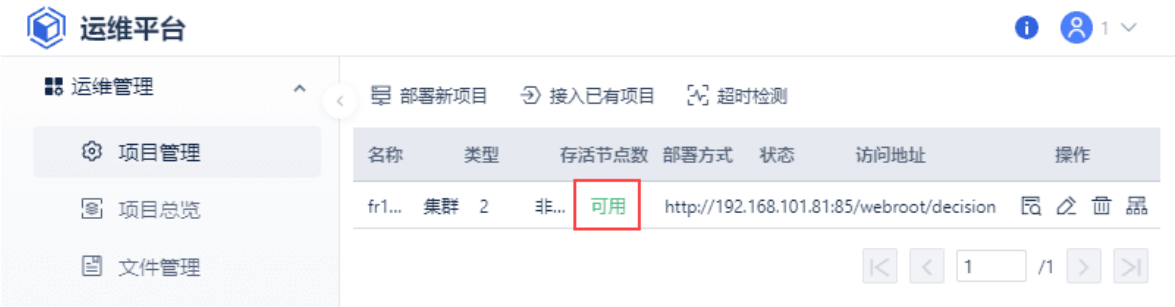 运维平台
1
运维管理
项目管理
项目总览
文件管理
部署新项目 接入已有项目 超时检测
名称 类型 存活节点数 部署方式 状态 访问地址 操作
fr1... 集群 2 非... 可用 http://192.168.101.81:85/webroot/decision
1 /1